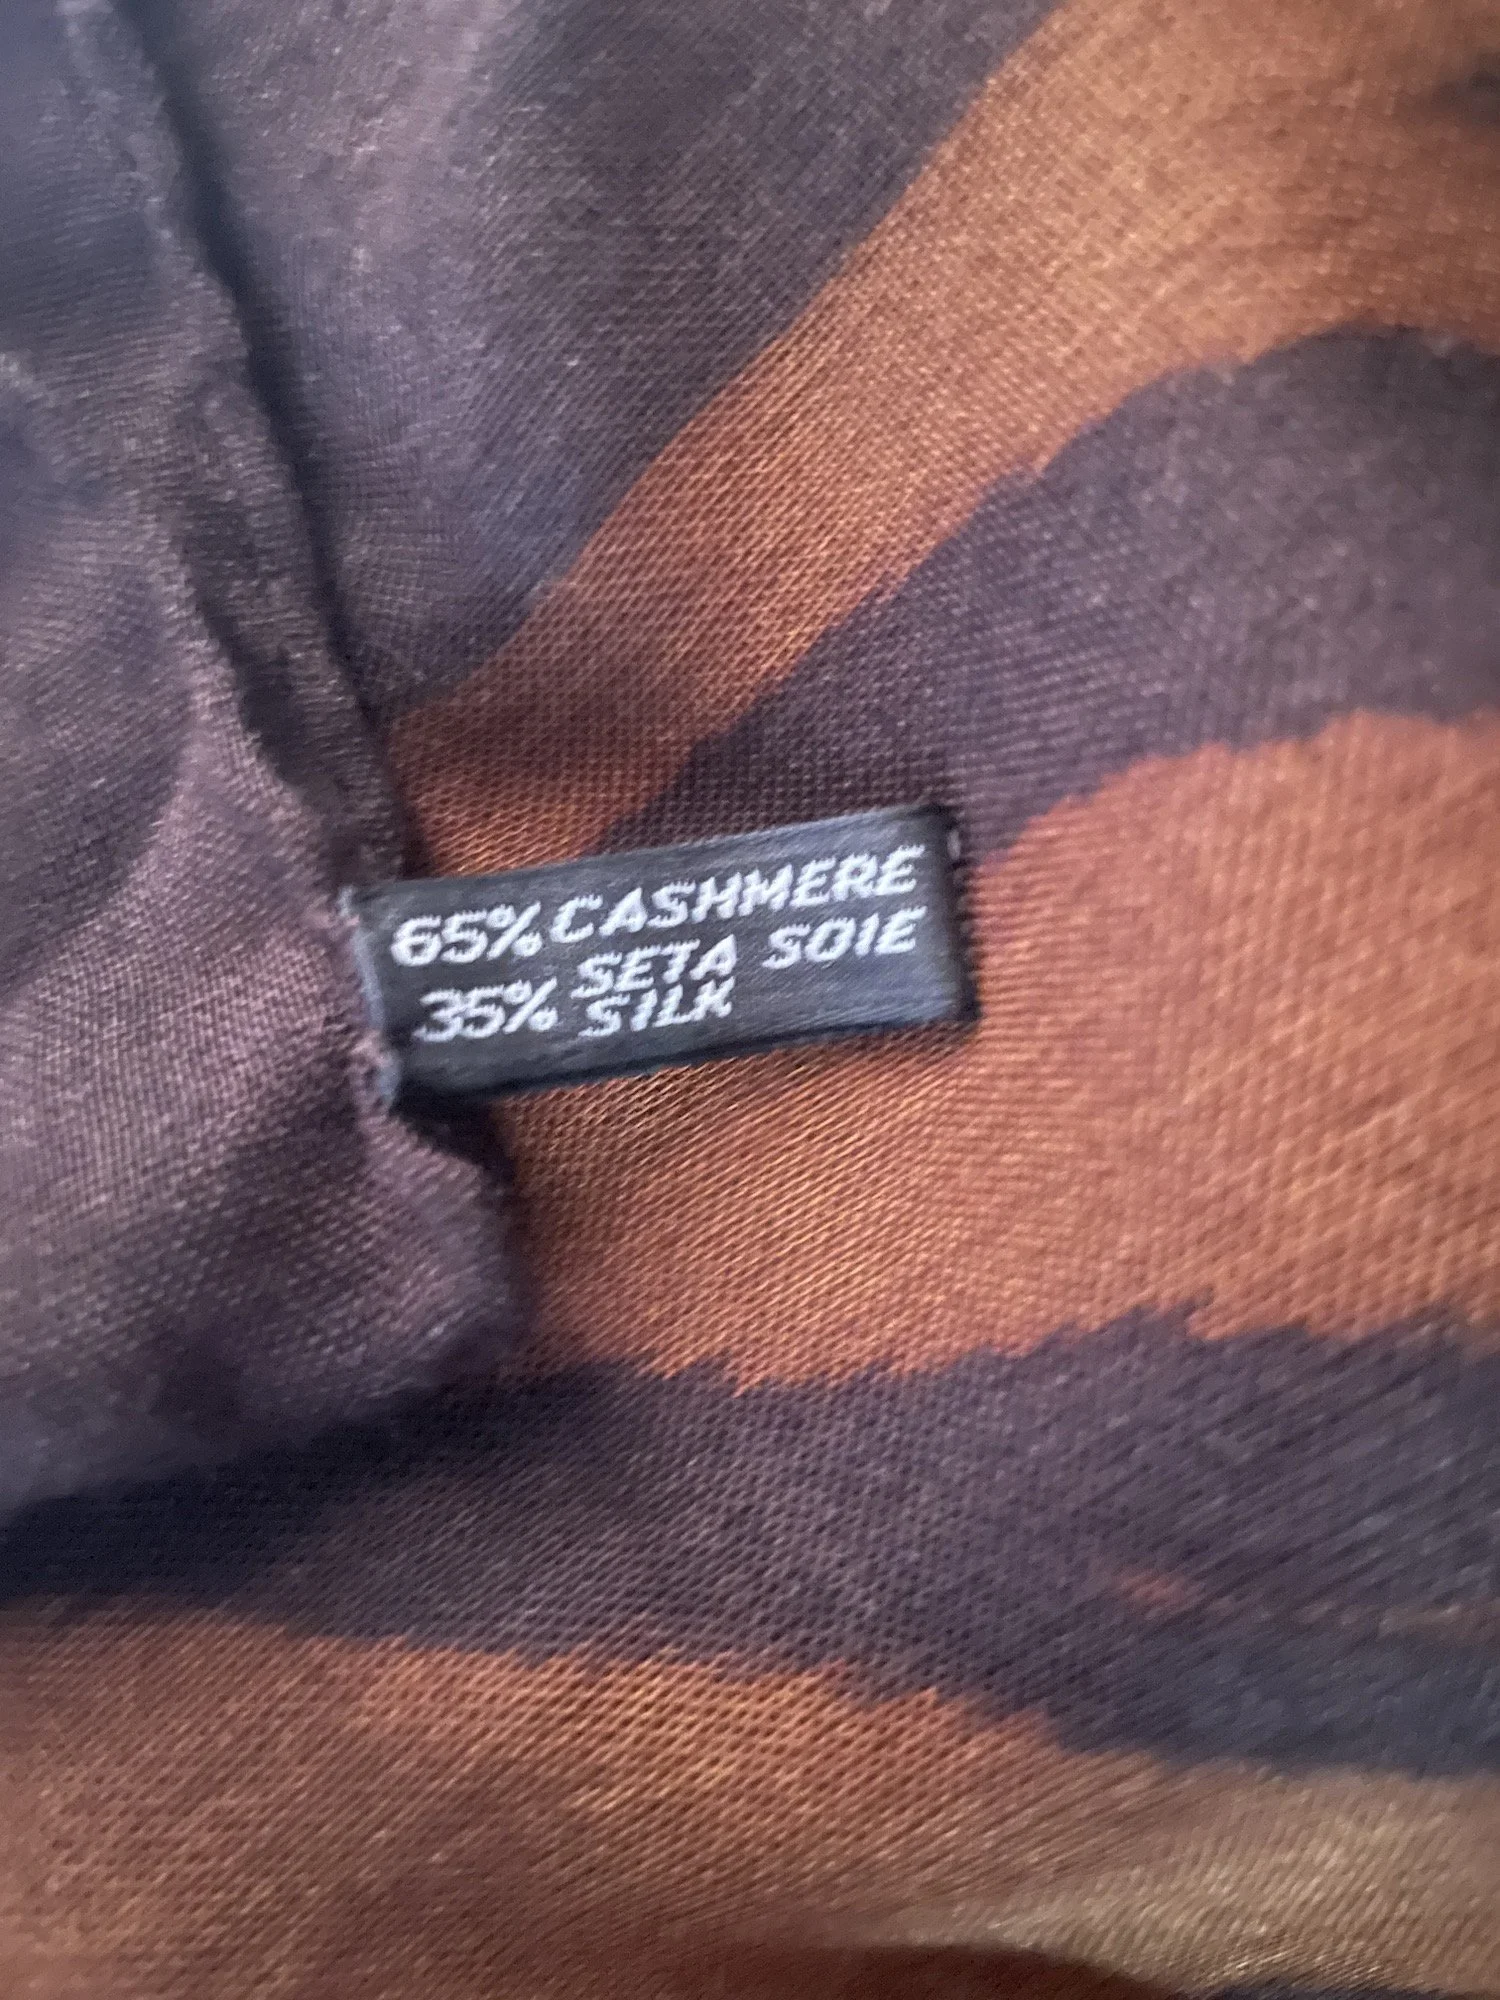 65% CASHMERE
35% SETA SOIE
SILK